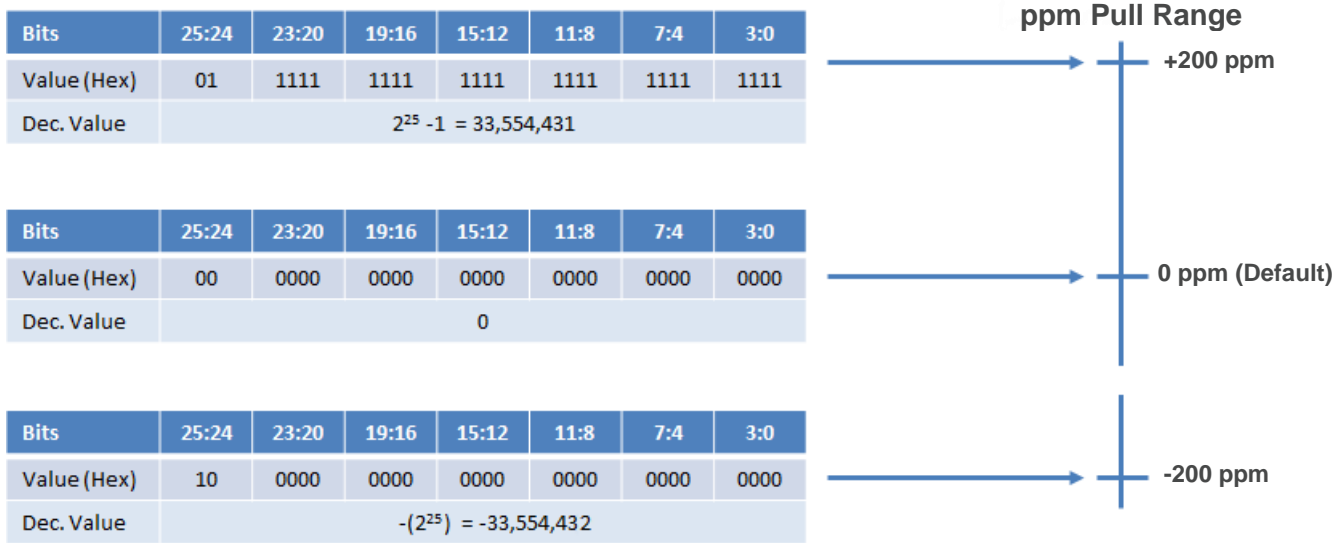 ppm Pull Range
Bits 25:24 23:20 19:16 15:12 11:8 7:4 3:0
Value (Hex) 01 1111 1111 1111 1111 1111 1111
Dec. Value 2²⁵ -1 = 33,554,431
+200 ppm
Bits 25:24 23:20 19:16 15:12 11:8 7:4 3:0
Value (Hex) 00 0000 0000 0000 0000 0000 0000
Dec. Value 0
0 ppm (Default)
Bits 25:24 23:20 19:16 15:12 11:8 7:4 3:0
Value (Hex) 10 0000 0000 0000 0000 0000 0000
Dec. Value -(2²⁵) = -33,554,432
-200 ppm